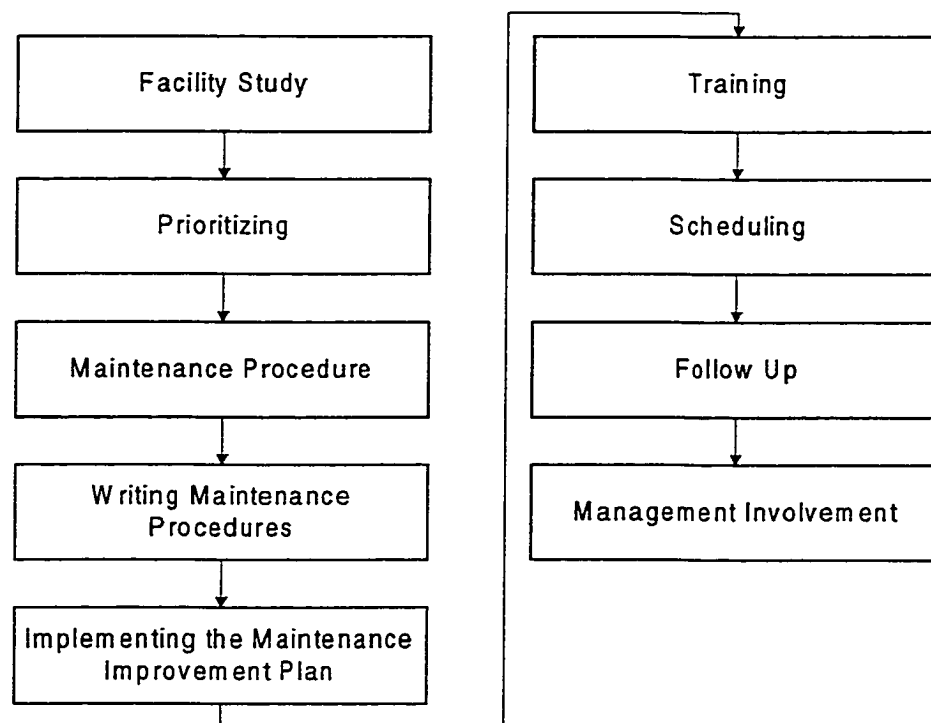 Facility Study
Prioritizing
Maintenance Procedure
Writing Maintenance
Procedures
Implementing the Maintenance
Improvement Plan
Training
Scheduling
Follow Up
Management Involvement